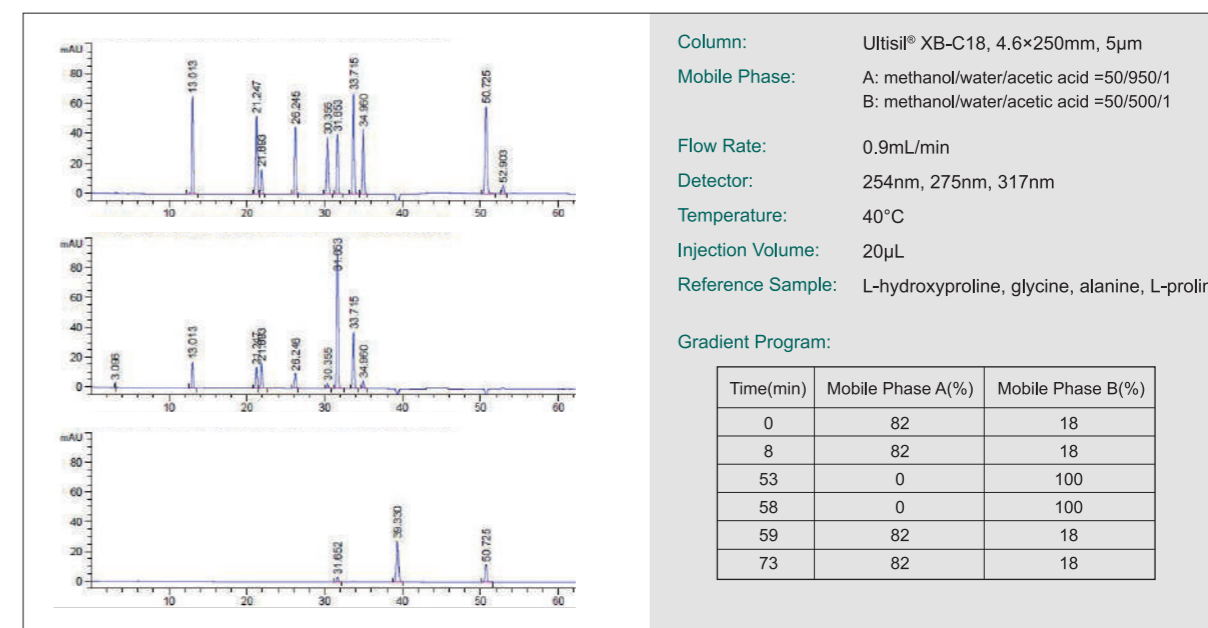 mAU
80
60
40
20
0
13.013
21.247
21.893
26.245
30.355
31.653
33.715
34.960
50.725
52.903
10 20 30 40 50 60
mAU
80
60
40
20
0
3.096
13.013
21.247
21.893
26.246
30.355
31.653
33.715
34.960
10 20 30 40 50 60
mAU
80
60
40
20
0
31.652
39.330
50.725
10 20 30 40 50 60
Column: Ultisil® XB-C18, 4.6×250mm, 5μm
Mobile Phase: A: methanol/water/acetic acid =50/950/1
B: methanol/water/acetic acid =50/500/1
Flow Rate: 0.9mL/min
Detector: 254nm, 275nm, 317nm
Temperature: 40°C
Injection Volume: 20μL
Reference Sample: L-hydroxyproline, glycine, alanine, L-prolin
Gradient Program:
Time(min) Mobile Phase A(%) Mobile Phase B(%)
0 82 18
8 82 18
53 0 100
58 0 100
59 82 18
73 82 18